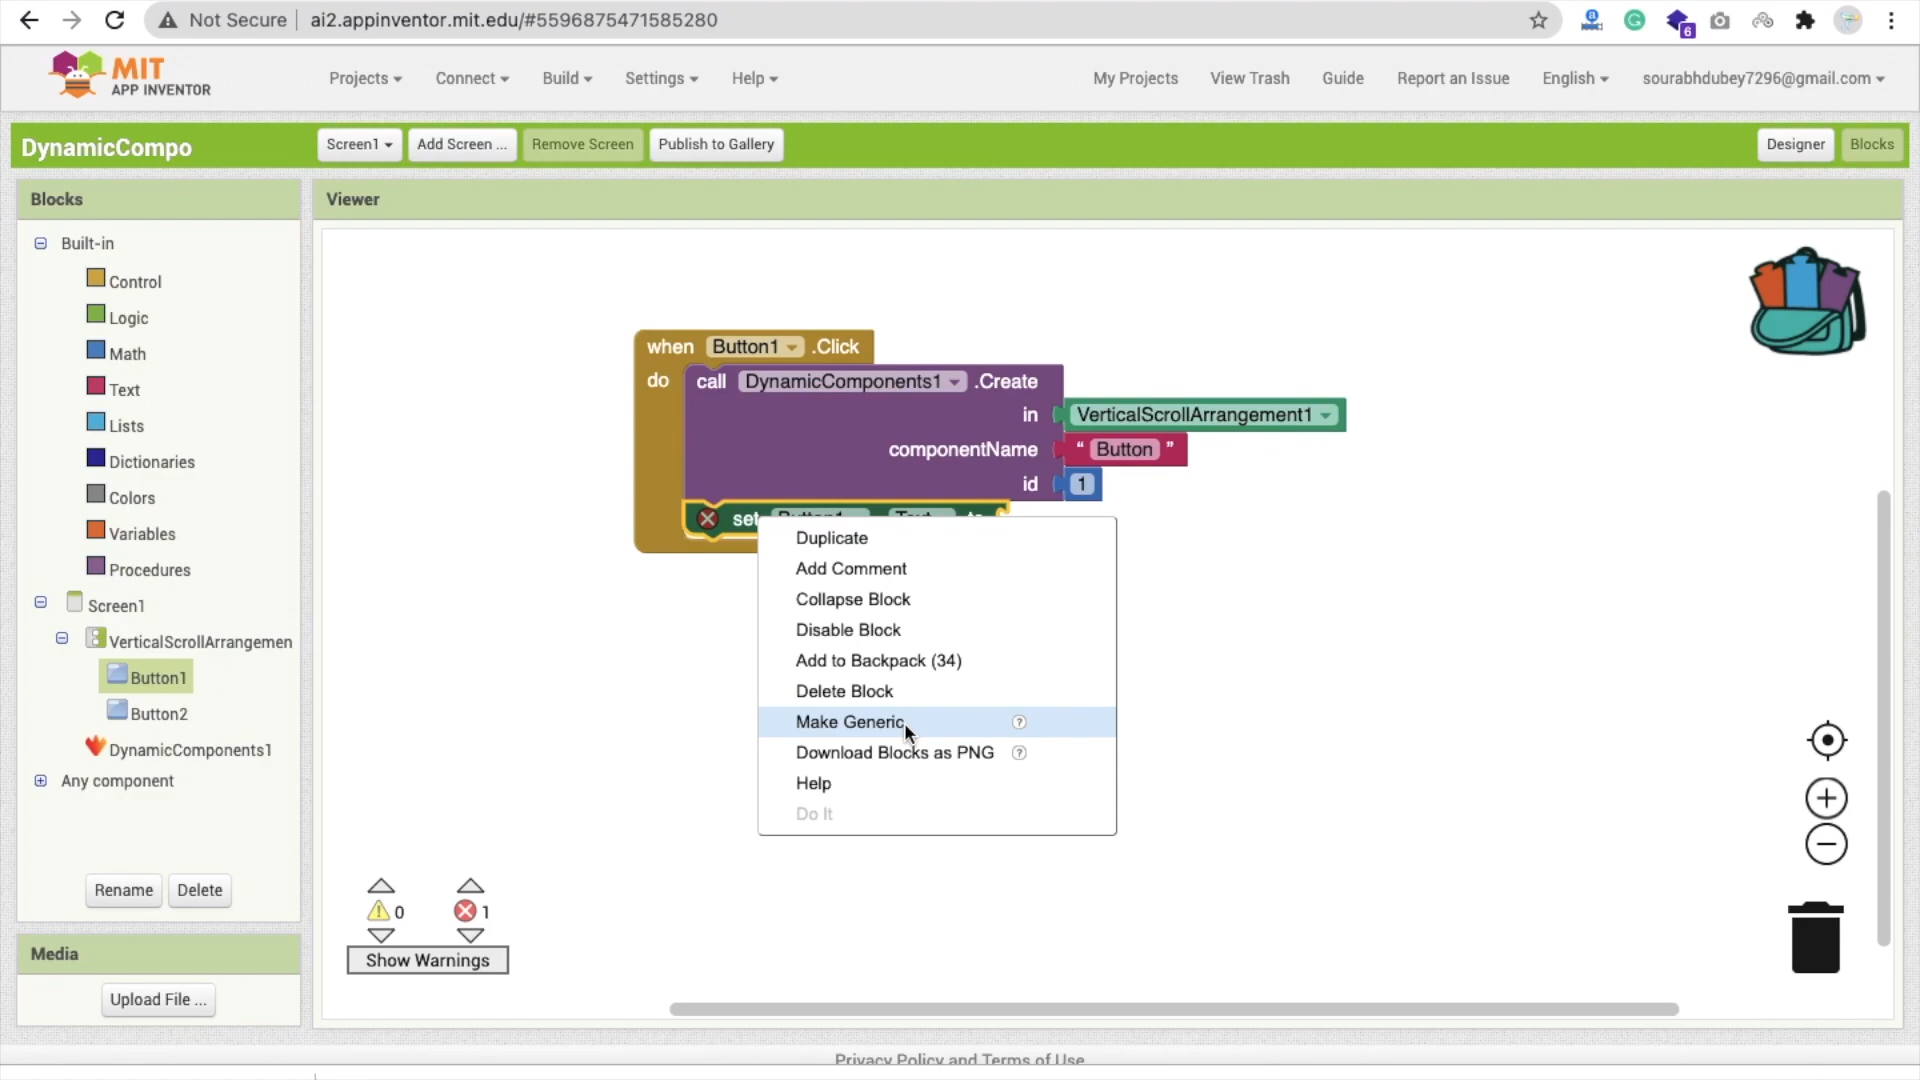 Not Secure ai2.appinventor.mit.edu/#5596875471585280
6
MIT
APP INVENTOR
Projects Connect Build Settings Help My Projects View Trash Guide Report an Issue English sourabhdubey7296@gmail.com
DynamicCompo Screen1 Add Screen ... Remove Screen Publish to Gallery Designer Blocks
Blocks
Viewer
Built-in
Control
Logic
Math
Text
Lists
Dictionaries
Colors
Variables
Procedures
Screen1
VerticalScrollArrangemen
Button1
Button2
DynamicComponents1
Any component
Rename Delete
Media
Upload File ...
when Button1 .Click
do call DynamicComponents1 .Create
in VerticalScrollArrangement1
componentName “ Button ”
id 1
set Button1 Text to
Duplicate
Add Comment
Collapse Block
Disable Block
Add to Backpack (34)
Delete Block
Make Generic ?
Download Blocks as PNG ?
Help
Do It
0 1
Show Warnings
Privacy Policy and Terms of Use